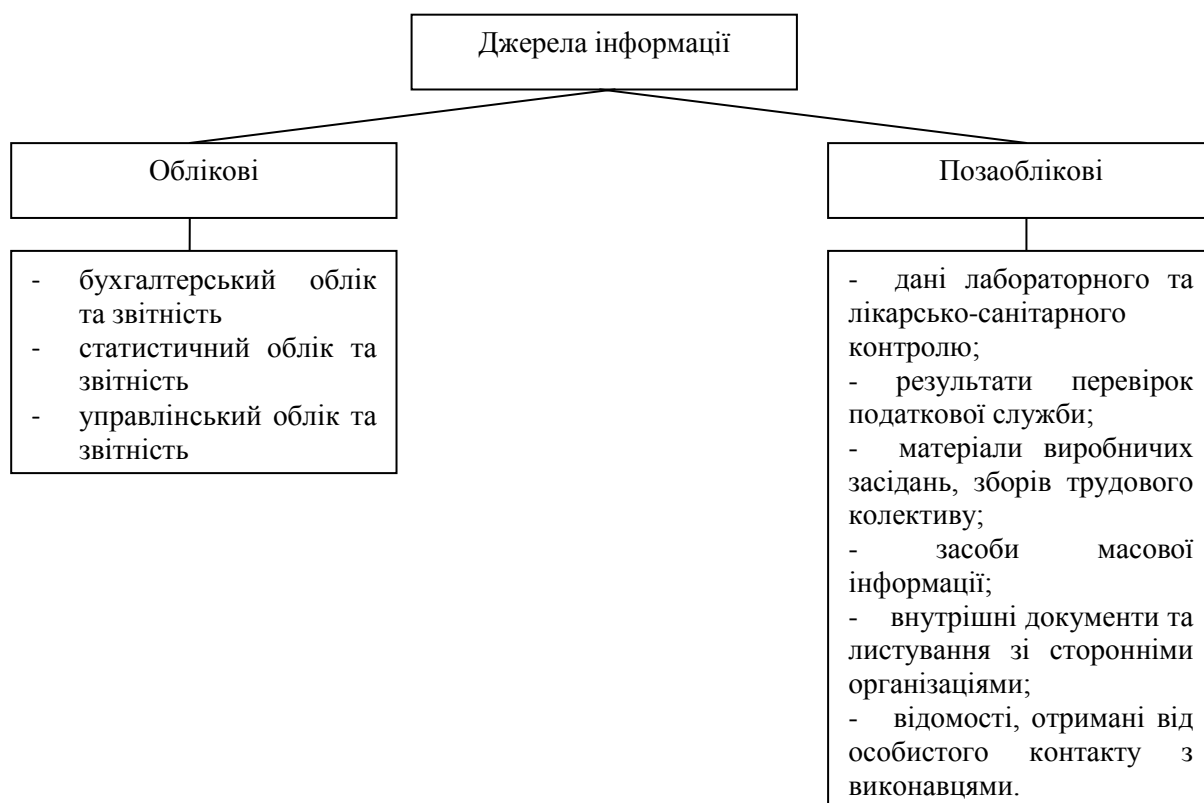 Джерела інформації
Облікові
Позаоблікові
- бухгалтерський облік
та звітність
- статистичний облік та
звітність
- управлінський облік та
звітність
- дані лабораторного та
лікарсько-санітарного
контролю;
- результати перевірок
податкової служби;
- матеріали виробничих
засідань, зборів трудового
колективу;
- засоби масової
інформації;
- внутрішні документи та
листування зі сторонніми
організаціями;
- відомості, отримані від
особистого контакту з
виконавцями.